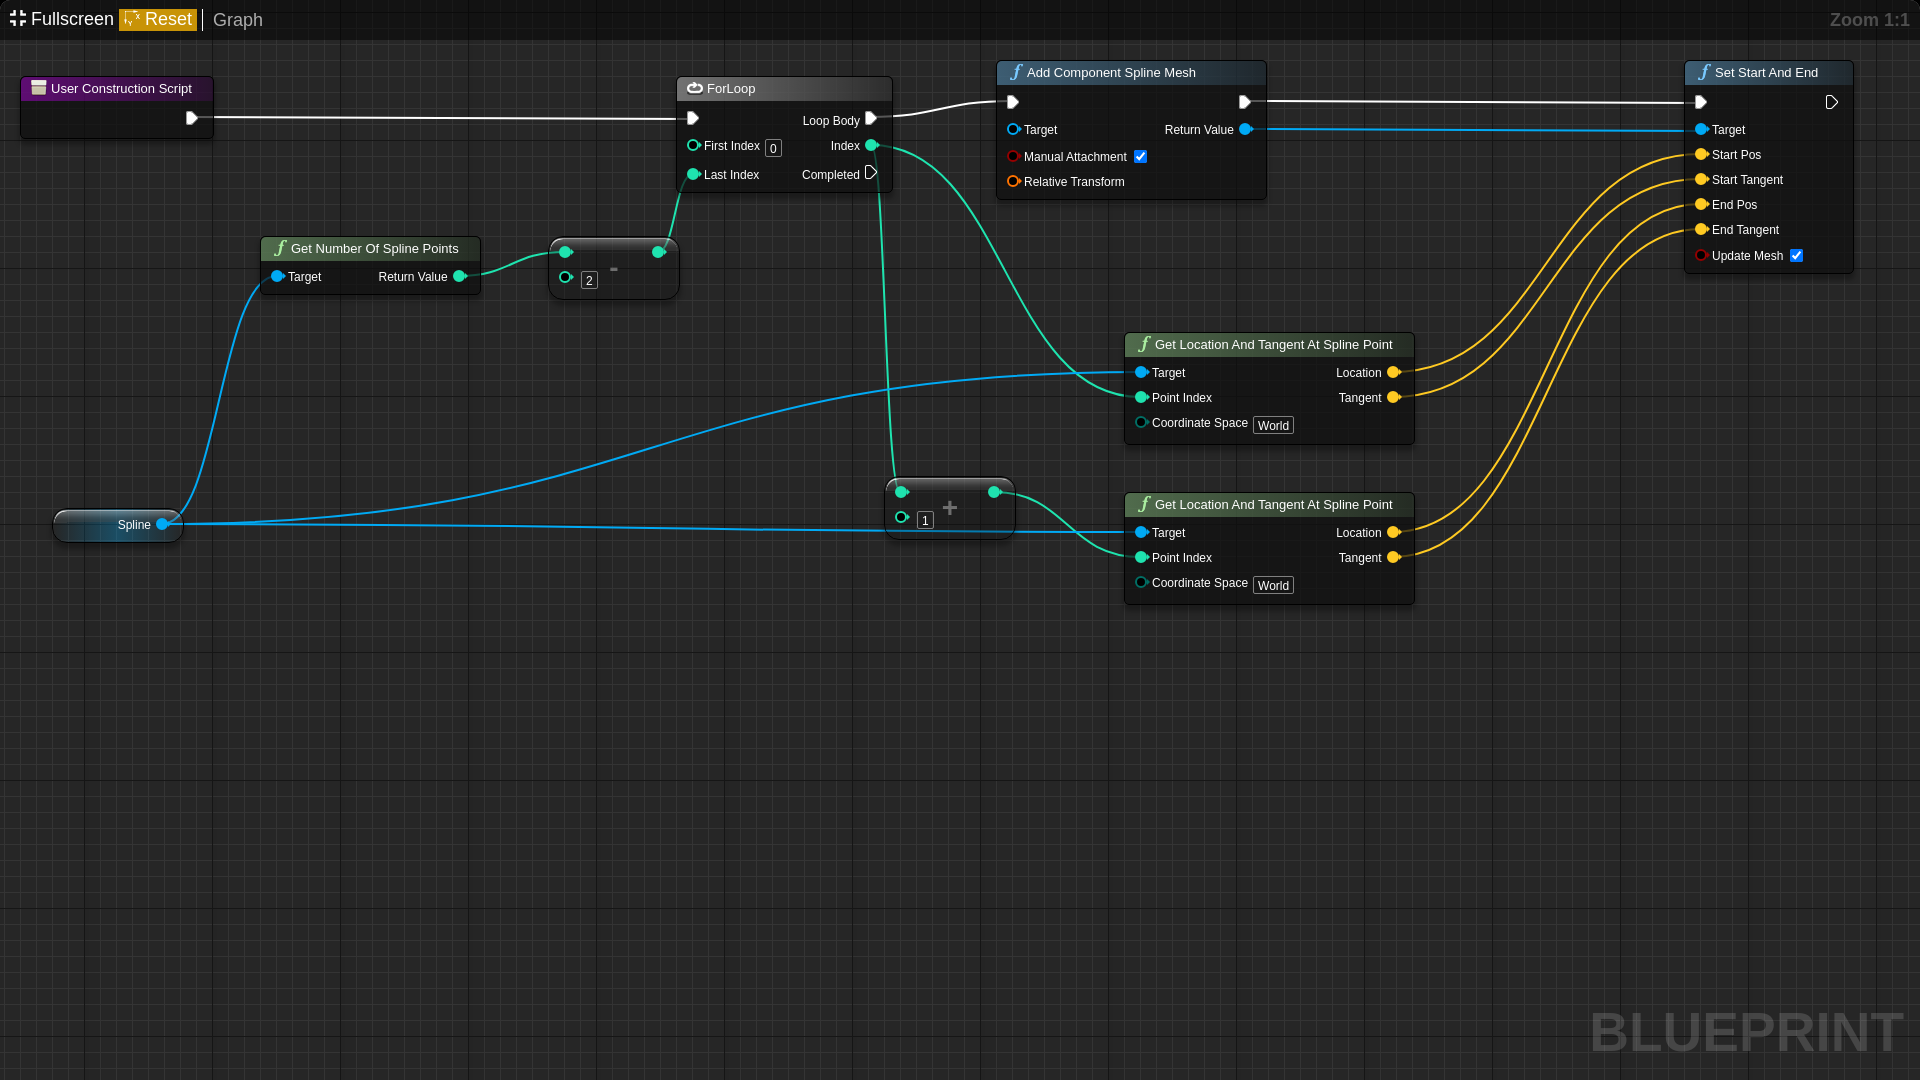 Fullscreen Reset Graph
Zoom 1:1
User Construction Script
ForLoop
Loop Body
First Index 0
Index
Last Index
Completed
Add Component Spline Mesh
Target
Return Value
Manual Attachment
Relative Transform
Set Start And End
Target
Start Pos
Start Tangent
End Pos
End Tangent
Update Mesh
Get Number Of Spline Points
Target
Return Value
-
2
Get Location And Tangent At Spline Point
Target
Location
Point Index
Tangent
Coordinate Space World
Spline
+
1
Get Location And Tangent At Spline Point
Target
Location
Point Index
Tangent
Coordinate Space World
BLUEPRINT